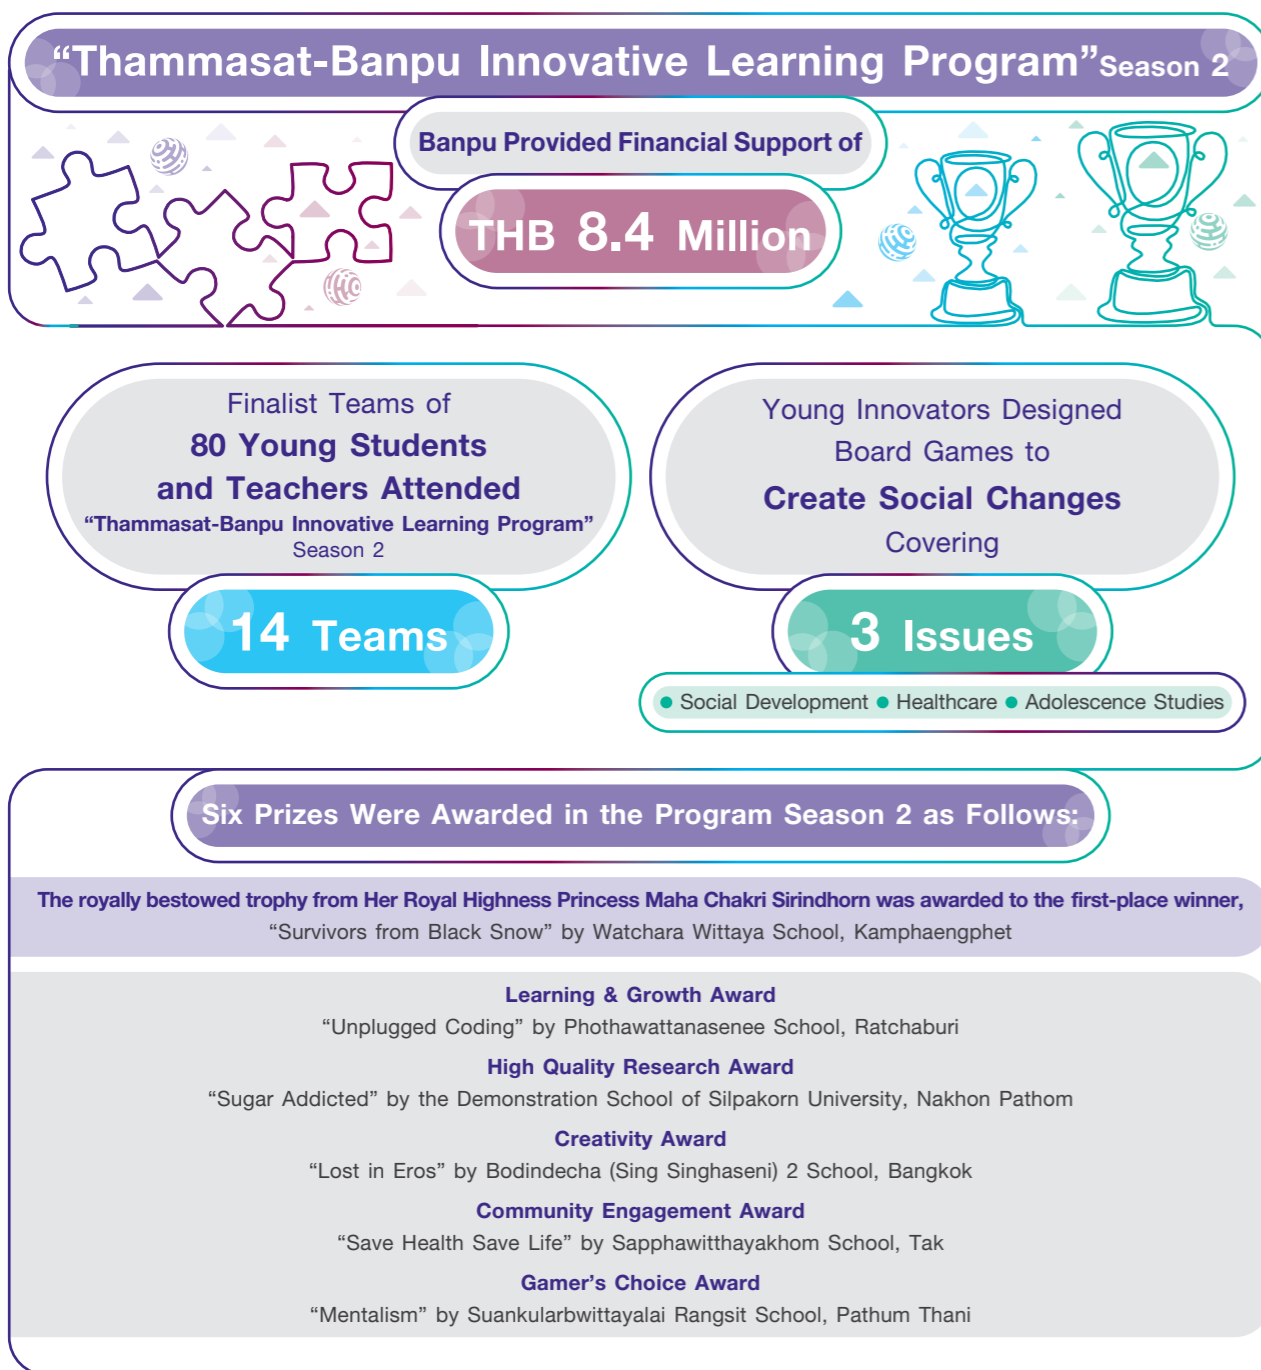 “Thammasat-Banpu Innovative Learning Program” Season 2
Banpu Provided Financial Support of
THB 8.4 Million
Finalist Teams of
80 Young Students
and Teachers Attended
“Thammasat-Banpu Innovative Learning Program”
Season 2
14 Teams
Young Innovators Designed
Board Games to
Create Social Changes
Covering
3 Issues
● Social Development ● Healthcare ● Adolescence Studies
Six Prizes Were Awarded in the Program Season 2 as Follows:
The royally bestowed trophy from Her Royal Highness Princess Maha Chakri Sirindhorn was awarded to the first-place winner,
“Survivors from Black Snow” by Watchara Wittaya School, Kamphaengphet
Learning & Growth Award
“Unplugged Coding” by Phothawattanasenee School, Ratchaburi
High Quality Research Award
“Sugar Addicted” by the Demonstration School of Silpakorn University, Nakhon Pathom
Creativity Award
“Lost in Eros” by Bodindecha (Sing Singhaseni) 2 School, Bangkok
Community Engagement Award
“Save Health Save Life” by Sapphawitthayakhom School, Tak
Gamer’s Choice Award
“Mentalism” by Suankularbwittayalai Rangsit School, Pathum Thani